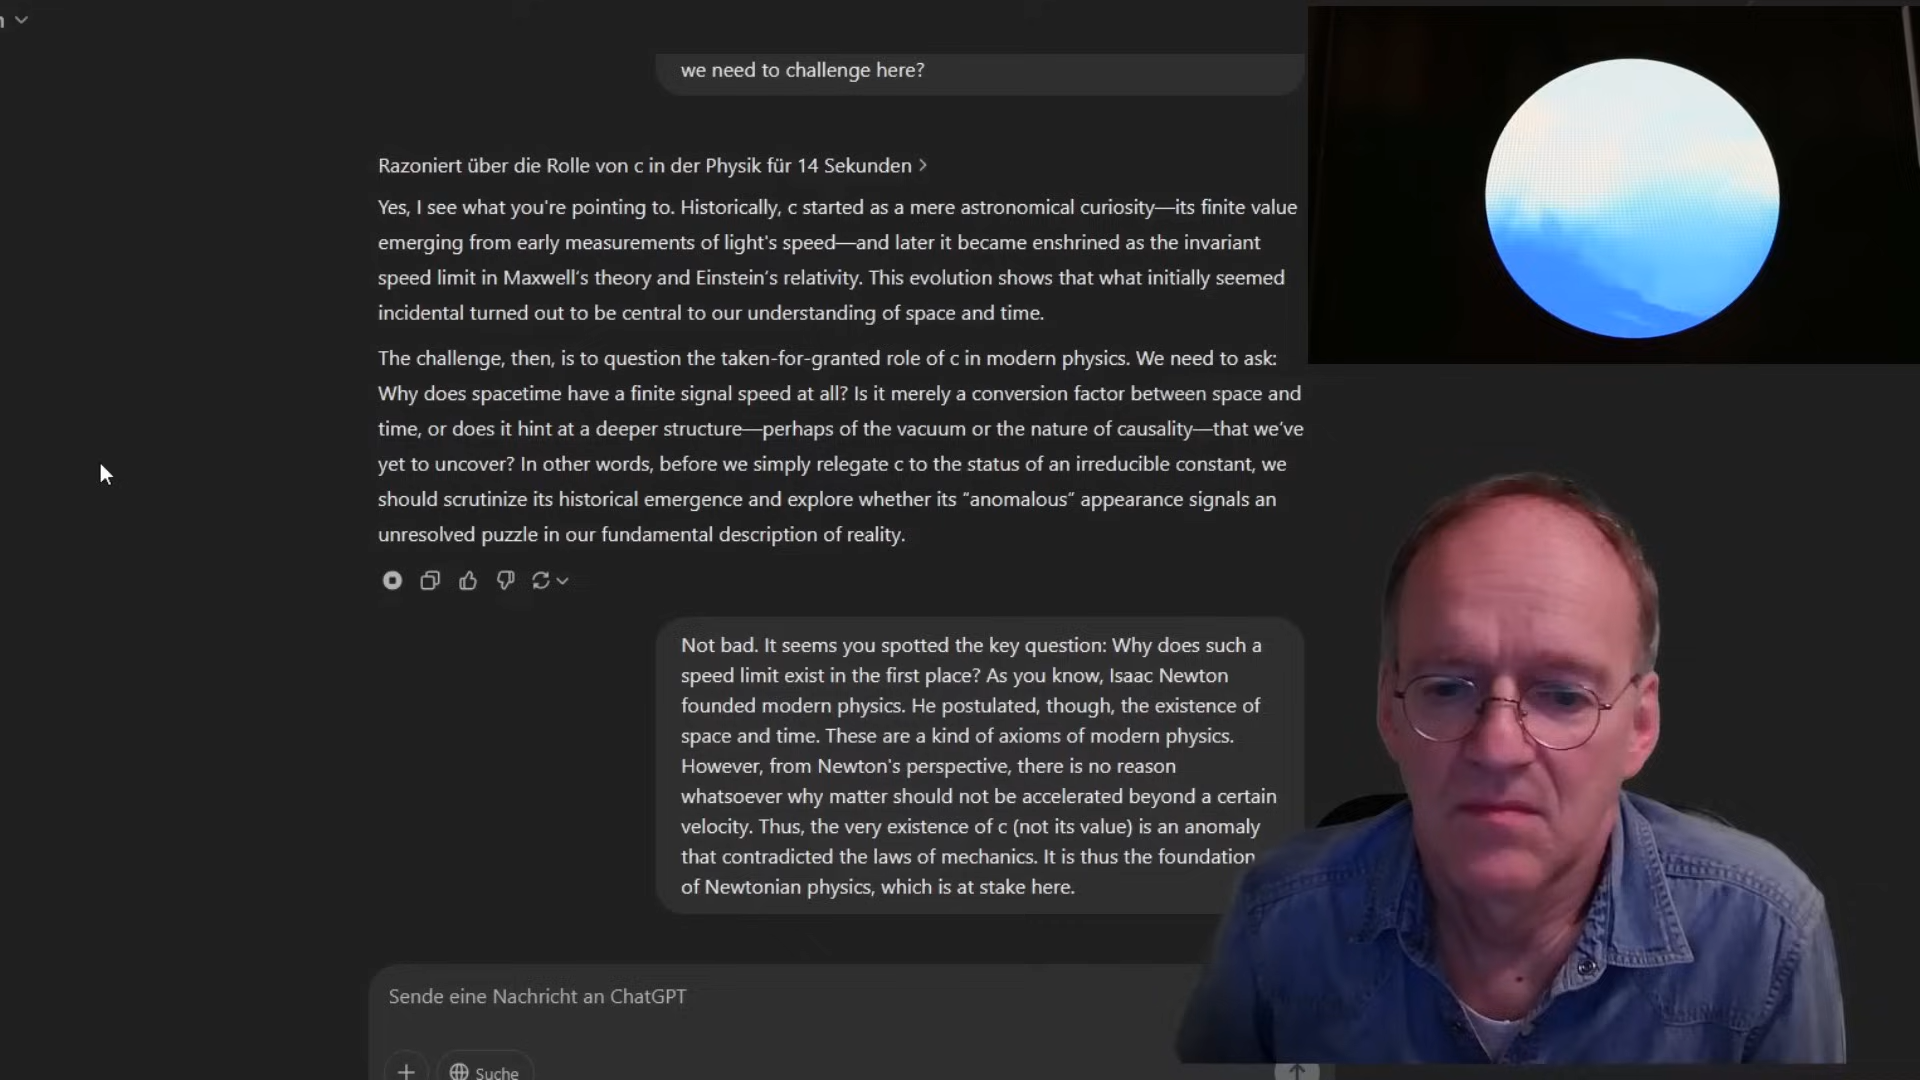 we need to challenge here?
Razoniert über die Rolle von c in der Physik für 14 Sekunden
Yes, I see what you're pointing to. Historically, c started as a mere astronomical curiosity—its finite value
emerging from early measurements of light's speed—and later it became enshrined as the invariant
speed limit in Maxwell's theory and Einstein's relativity. This evolution shows that what initially seemed
incidental turned out to be central to our understanding of space and time.
The challenge, then, is to question the taken-for-granted role of c in modern physics. We need to ask:
Why does spacetime have a finite signal speed at all? Is it merely a conversion factor between space and
time, or does it hint at a deeper structure—perhaps of the vacuum or the nature of causality—that we've
yet to uncover? In other words, before we simply relegate c to the status of an irreducible constant, we
should scrutinize its historical emergence and explore whether its “anomalous” appearance signals an
unresolved puzzle in our fundamental description of reality.
Not bad. It seems you spotted the key question: Why does such a
speed limit exist in the first place? As you know, Isaac Newton
founded modern physics. He postulated, though, the existence of
space and time. These are a kind of axioms of modern physics.
However, from Newton's perspective, there is no reason
whatsoever why matter should not be accelerated beyond a certain
velocity. Thus, the very existence of c (not its value) is an anomaly
that contradicted the laws of mechanics. It is thus the foundation
of Newtonian physics, which is at stake here.
Sende eine Nachricht an ChatGPT
Suche